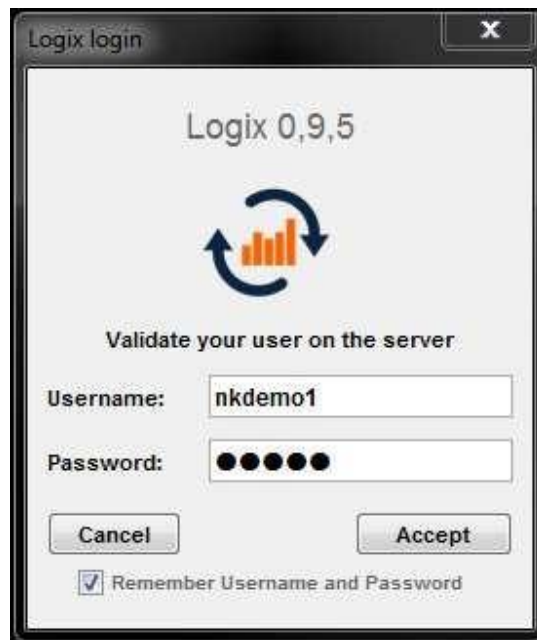 Logix login
Logix 0,9,5
Validate your user on the server
Username: nkdemo1
Password: ●●●●●
Cancel Accept
Remember Username and Password